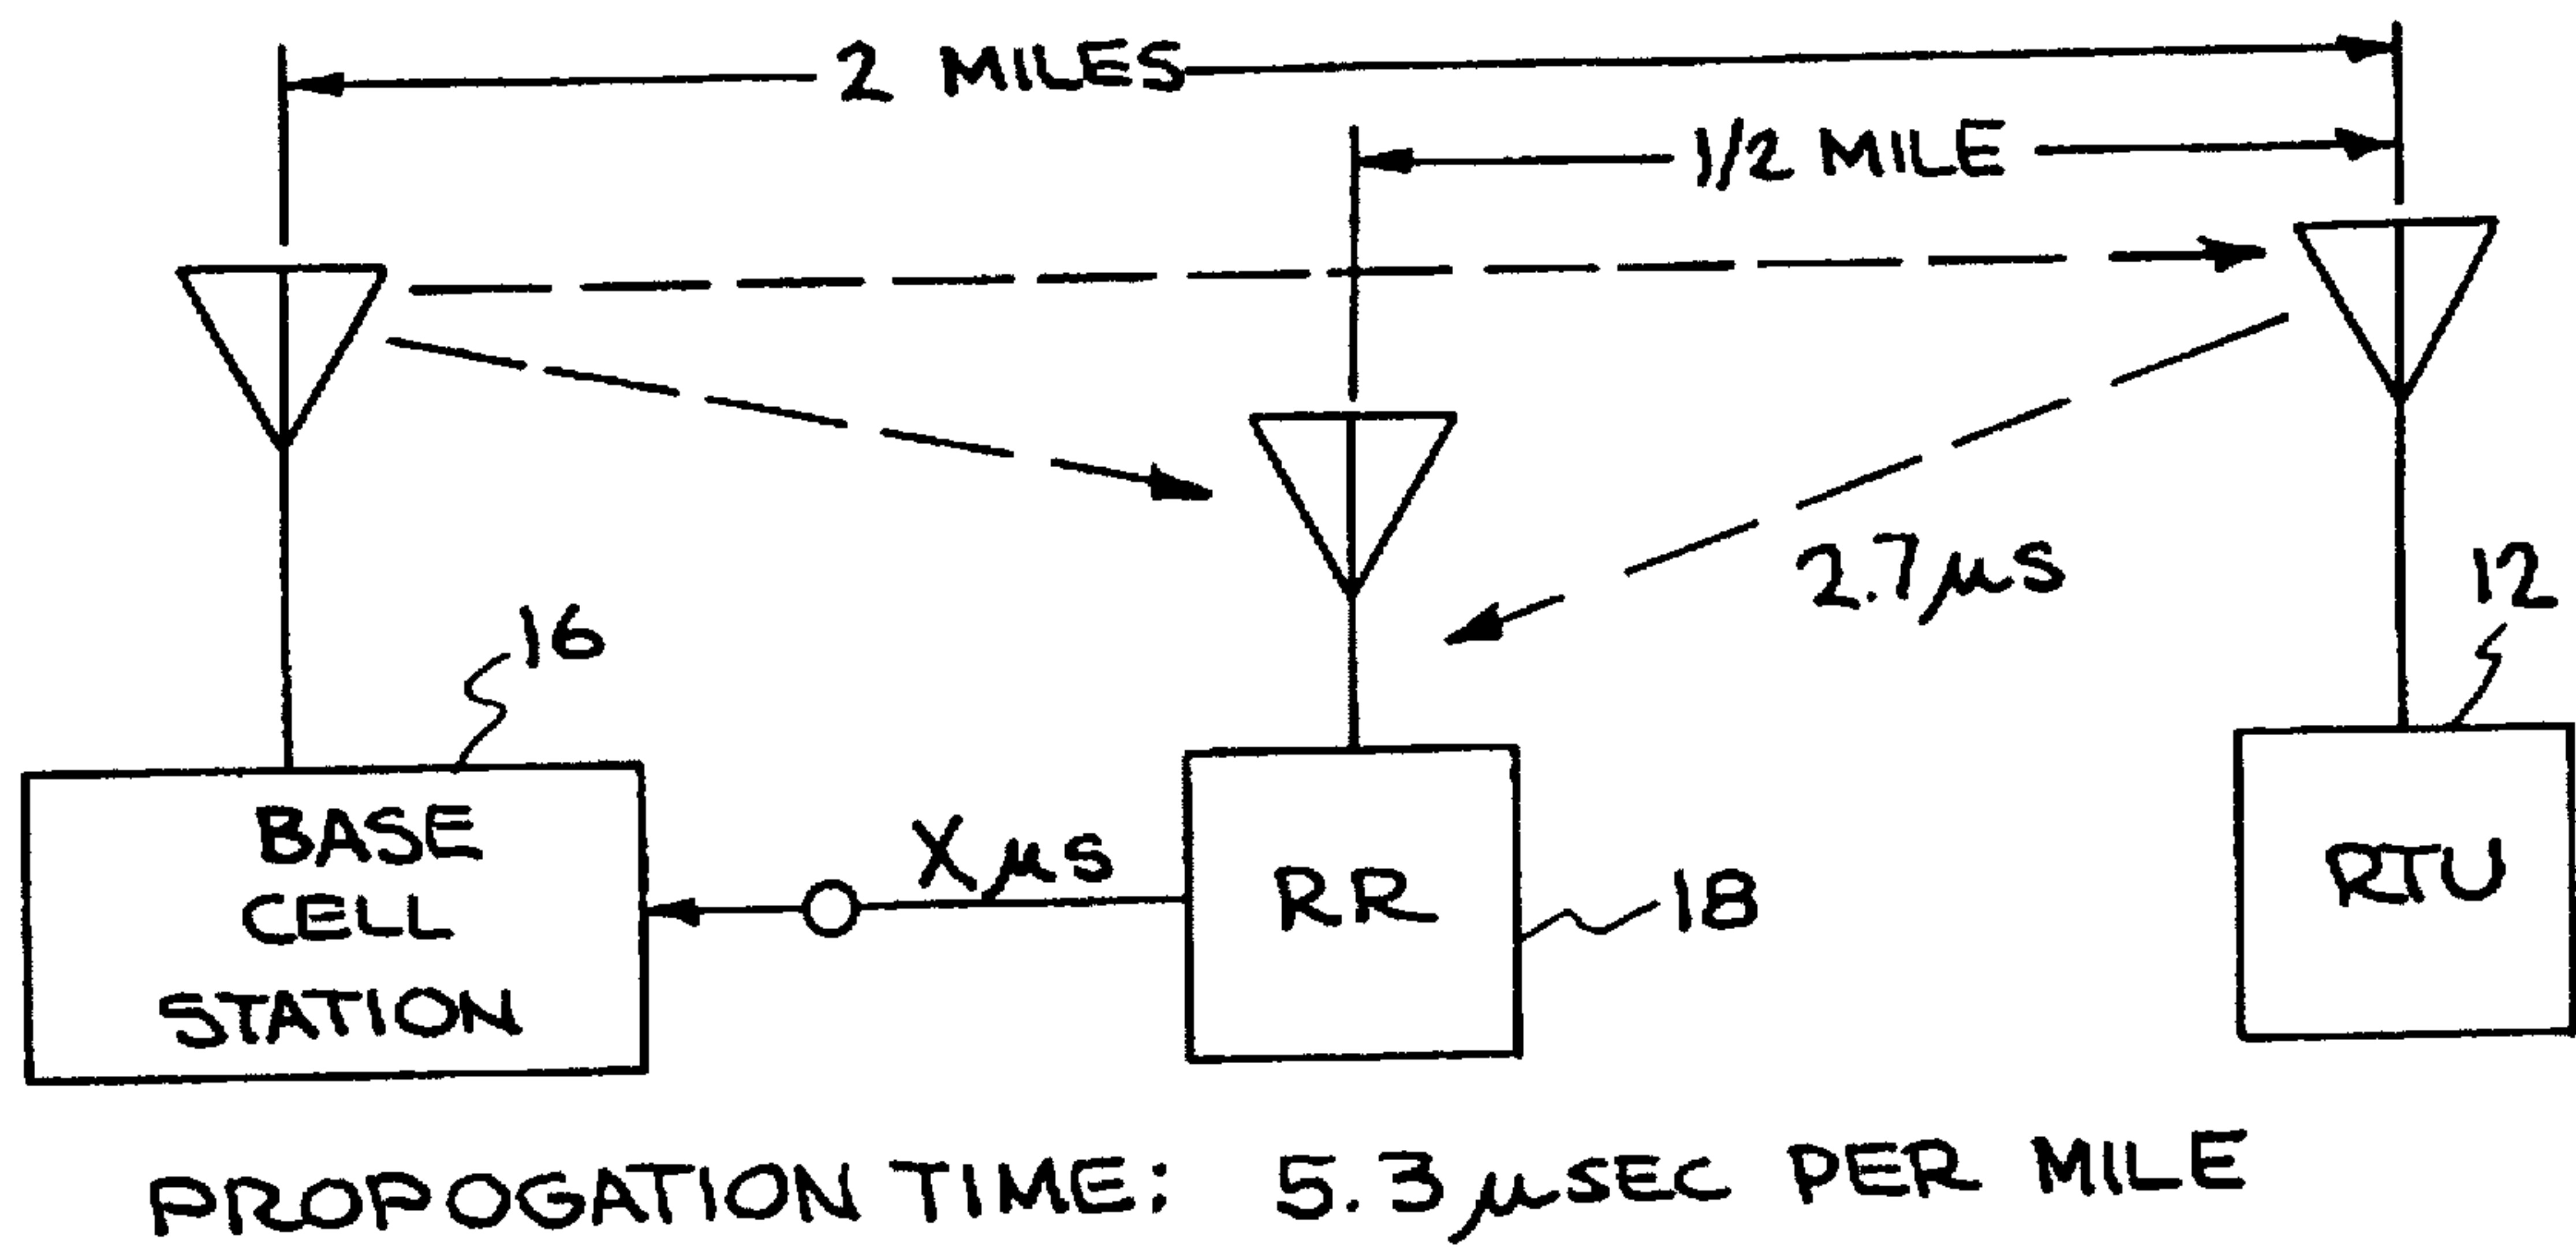 2 MILES
1/2 MILE
2.7μs
16
12
BASE
CELL
STATION
Xμs
RR
18
RTU
PROPOGATION TIME: 5.3μSEC PER MILE